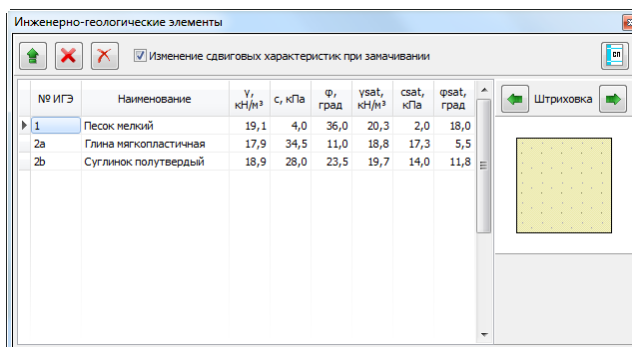 Инженерно-геологические элементы
Изменение сдвиговых характеристик при замачивании
сп
№ ИГЭ Наименование γ, кН/м³ c, кПа φ, град γsat, кН/м³ csat, кПа φsat, град
Штриховка
1 Песок мелкий 19,1 4,0 36,0 20,3 2,0 18,0
2а Глина мягкопластичная 17,9 34,5 11,0 18,8 17,3 5,5
2b Суглинок полутвердый 18,9 28,0 23,5 19,7 14,0 11,8